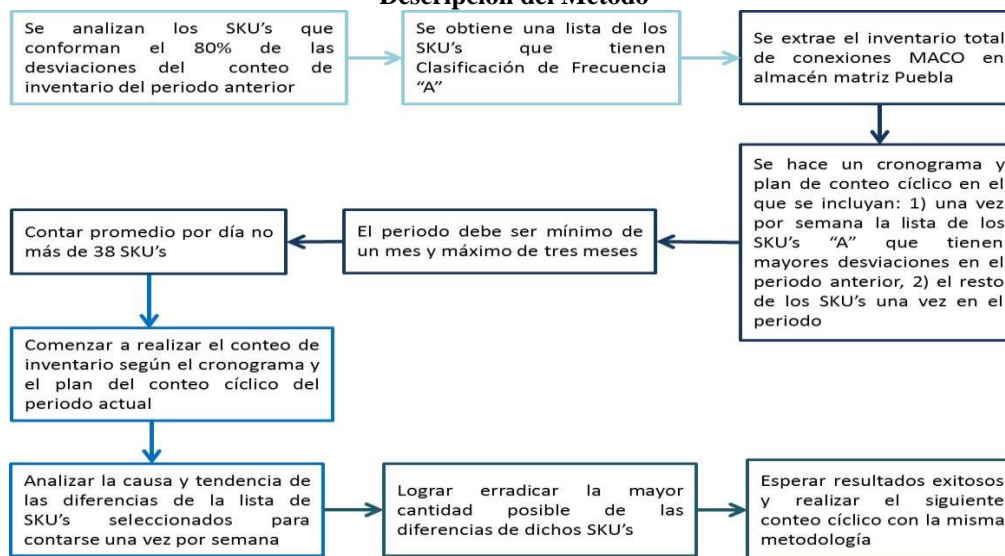 Descripción del Método
Se analizan los SKU's que
conforman el 80% de las
desviaciones del conteo de
inventario del periodo anterior
Se obtiene una lista de los
SKU's que tienen
Clasificación de Frecuencia
"A"
Se extrae el inventario total
de conexiones MACO en
almacén matriz Puebla
Se hace un cronograma y
plan de conteo cíclico en el
que se incluyan: 1) una vez
por semana la lista de los
SKU's "A" que tienen
mayores desviaciones en el
periodo anterior, 2) el resto
de los SKU's una vez en el
periodo
El periodo debe ser mínimo de
un mes y máximo de tres meses
Contar promedio por día no
más de 38 SKU's
Comenzar a realizar el conteo de
inventario según el cronograma y
el plan del conteo cíclico del
periodo actual
Analizar la causa y tendencia de
las diferencias de la lista de
SKU's seleccionados para
contarse una vez por semana
Lograr erradicar la mayor
cantidad posible de las
diferencias de dichos SKU's
Esperar resultados exitosos
y realizar el siguiente
conteo cíclico con la misma
metodología